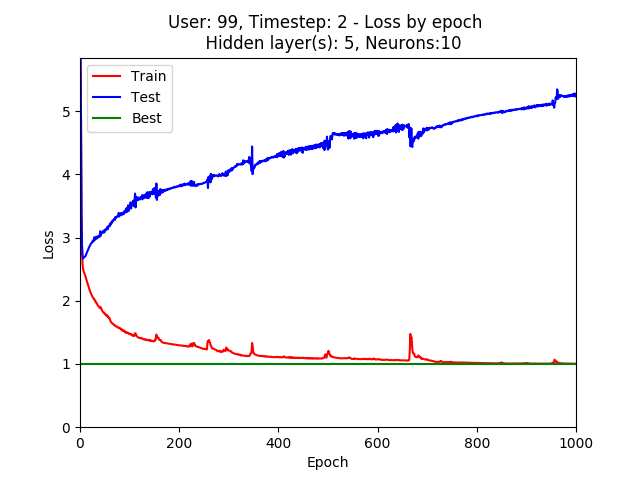 User: 99, Timestep: 2 - Loss by epoch
Hidden layer(s): 5, Neurons:10
Train
Test
Best
5
4
3
2
1
0
Loss
0 200 400 600 800 1000
Epoch